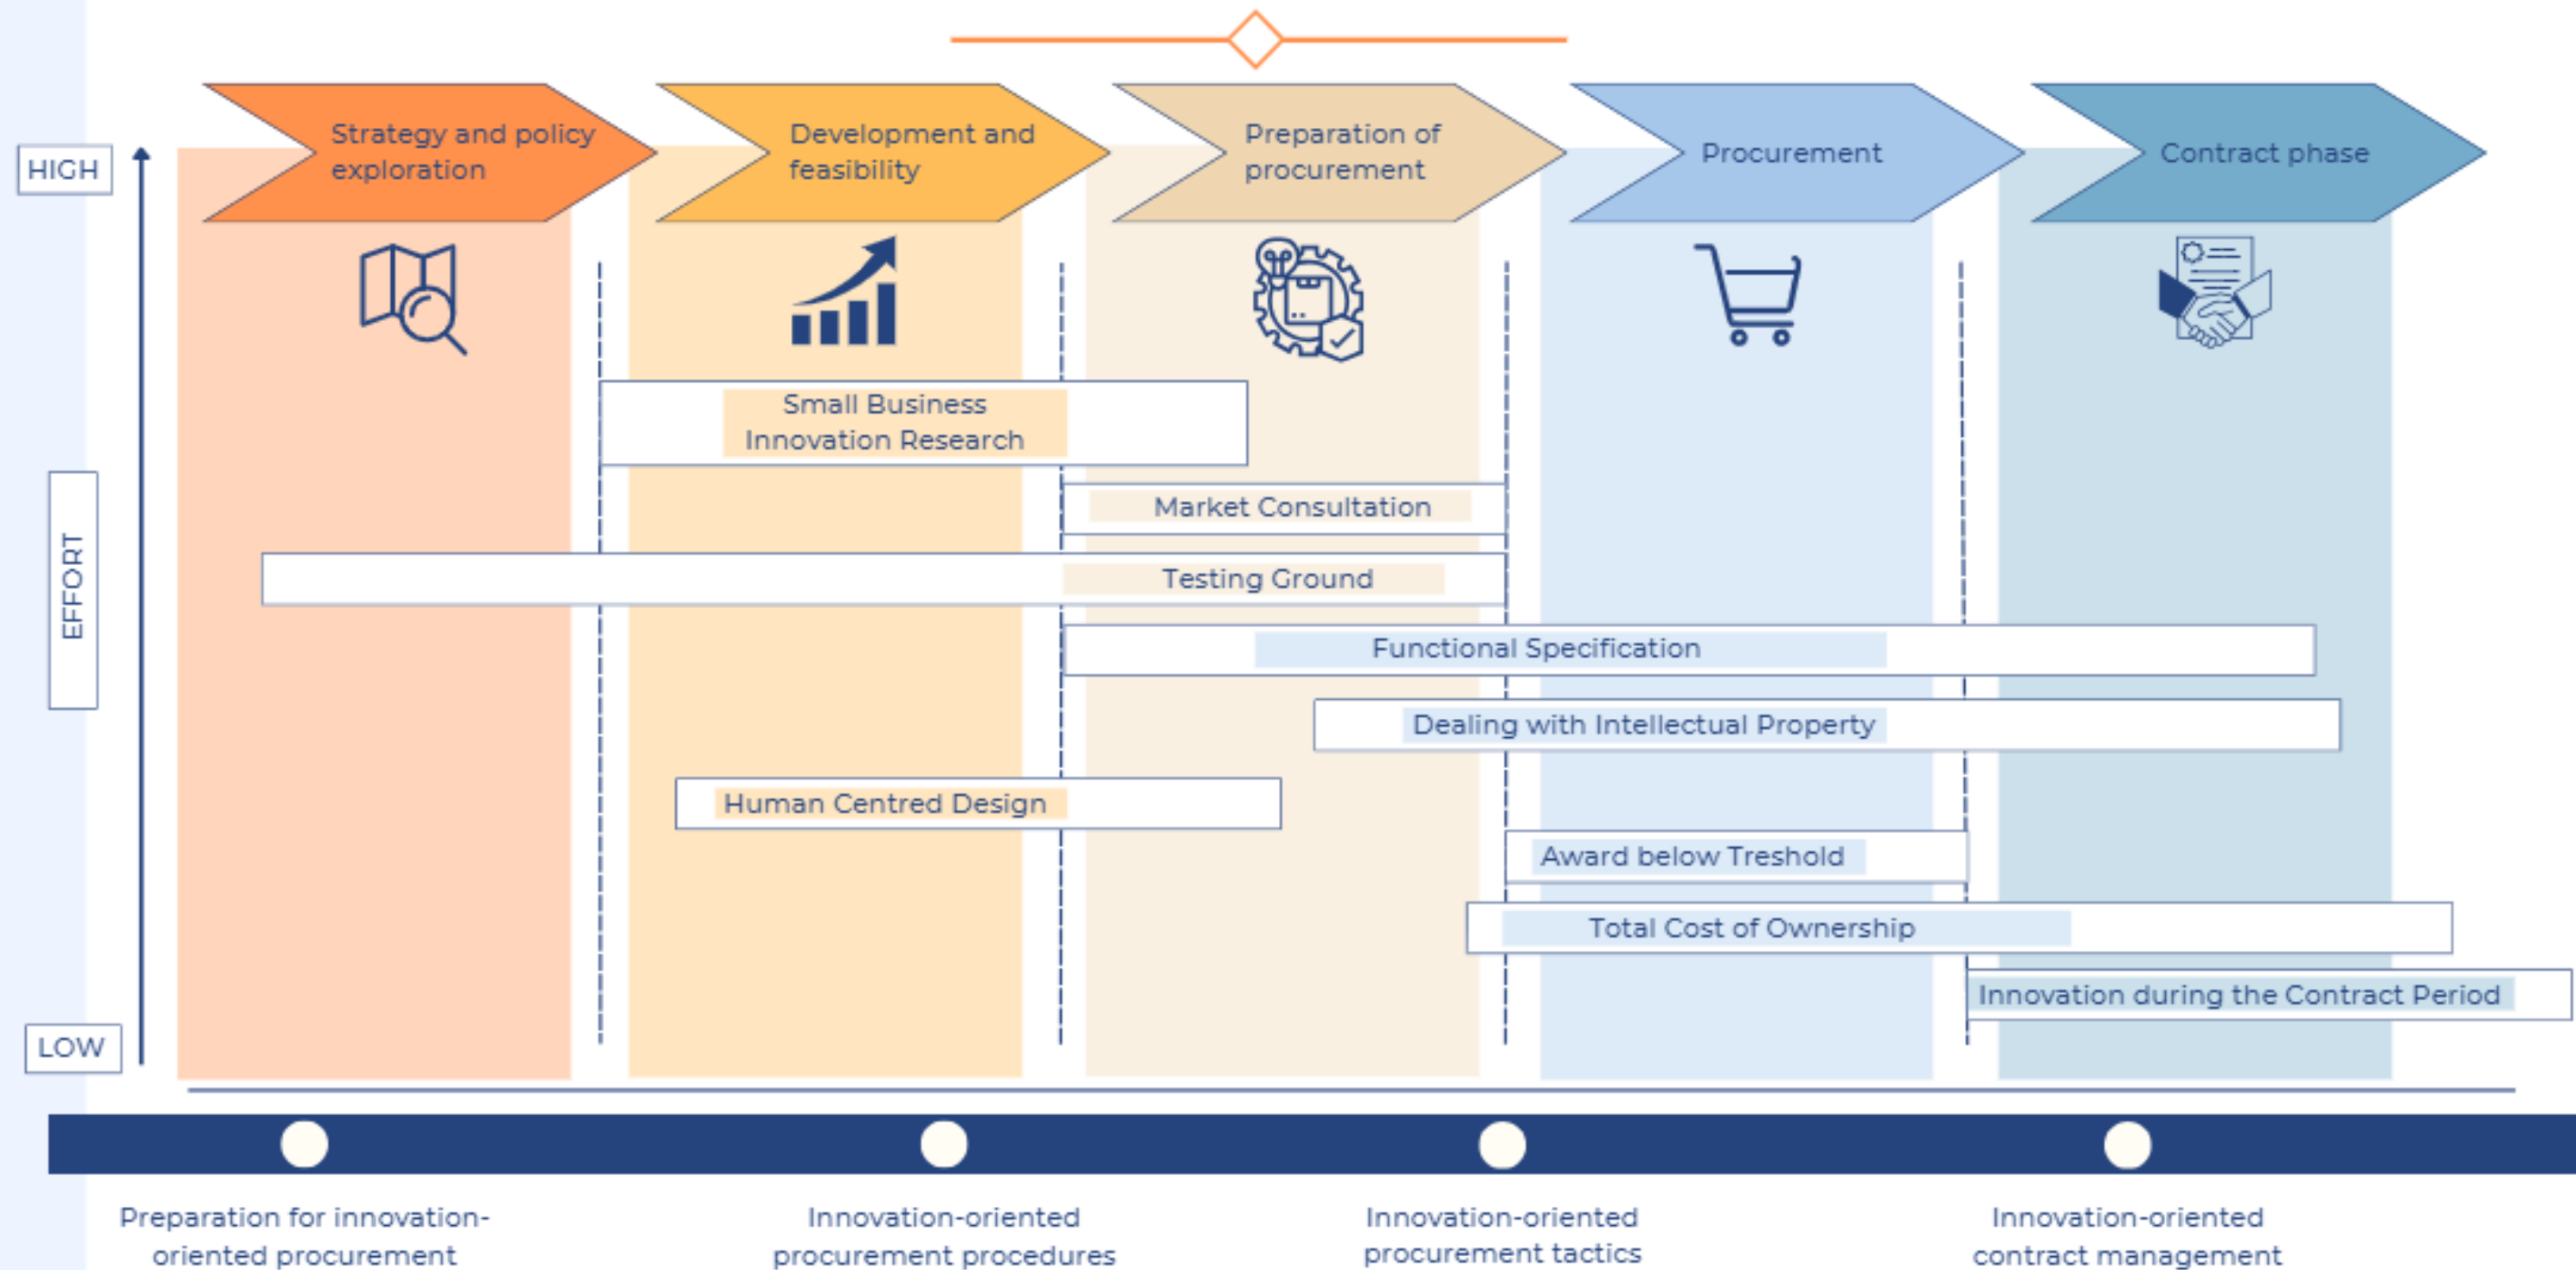 Strategy and policy
exploration
Development and
feasibility
Preparation of
procurement
Procurement
Contract phase
HIGH
EFFORT
LOW
Small Business
Innovation Research
Market Consultation
Testing Ground
Functional Specification
Dealing with Intellectual Property
Human Centred Design
Award below Treshold
Total Cost of Ownership
Innovation during the Contract Period
Preparation for innovation-
oriented procurement
Innovation-oriented
procurement procedures
Innovation-oriented
procurement tactics
Innovation-oriented
contract management